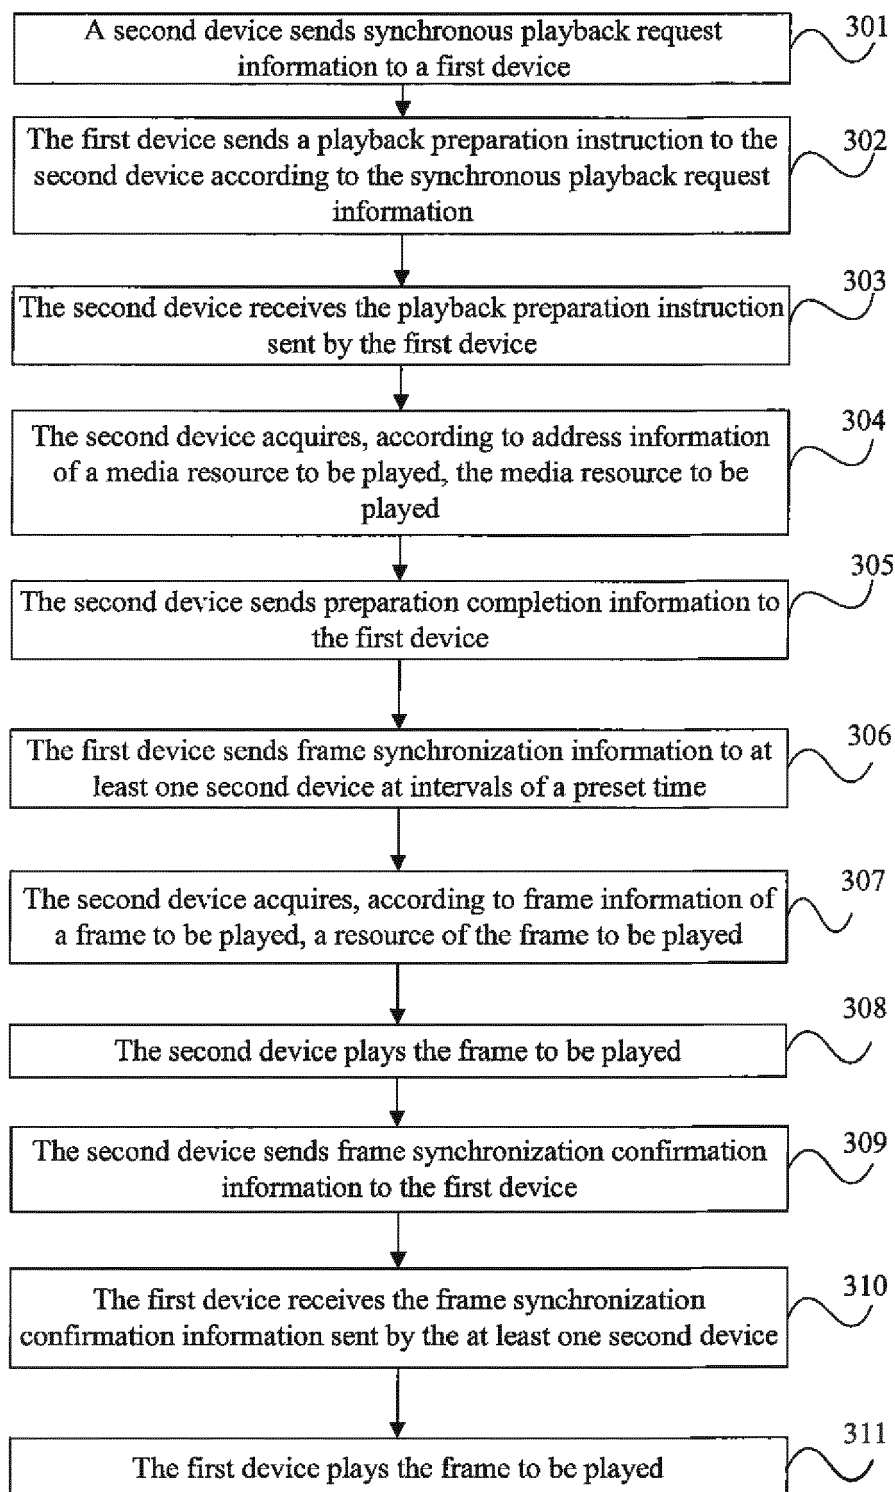 A second device sends synchronous playback request
information to a first device
301
The first device sends a playback preparation instruction to the
second device according to the synchronous playback request
information
302
The second device receives the playback preparation instruction
sent by the first device
303
The second device acquires, according to address information
of a media resource to be played, the media resource to be
played
304
The second device sends preparation completion information to
the first device
305
The first device sends frame synchronization information to at
least one second device at intervals of a preset time
306
The second device acquires, according to frame information of
a frame to be played, a resource of the frame to be played
307
The second device plays the frame to be played
308
The second device sends frame synchronization confirmation
information to the first device
309
The first device receives the frame synchronization
confirmation information sent by the at least one second device
310
The first device plays the frame to be played
311